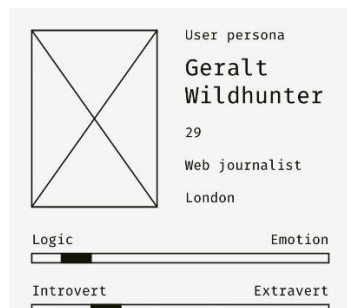 User persona
Geralt
Wildhunter
29
Web journalist
London
Logic Emotion
Introvert Extravert